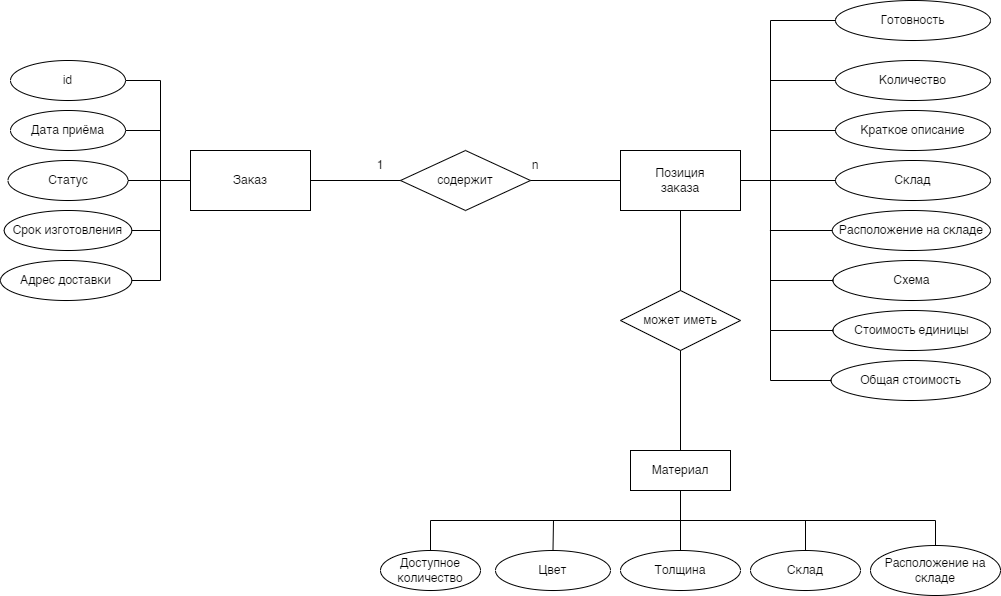 Готовность
id
Количество
Дата приёма
Краткое описание
1
n
Статус
Заказ
содержит
Позиция
заказа
Склад
Срок изготовления
Расположение на складе
Адрес доставки
Схема
может иметь
Стоимость единицы
Общая стоимость
Материал
Доступное
количество
Цвет
Толщина
Склад
Расположение на
складе